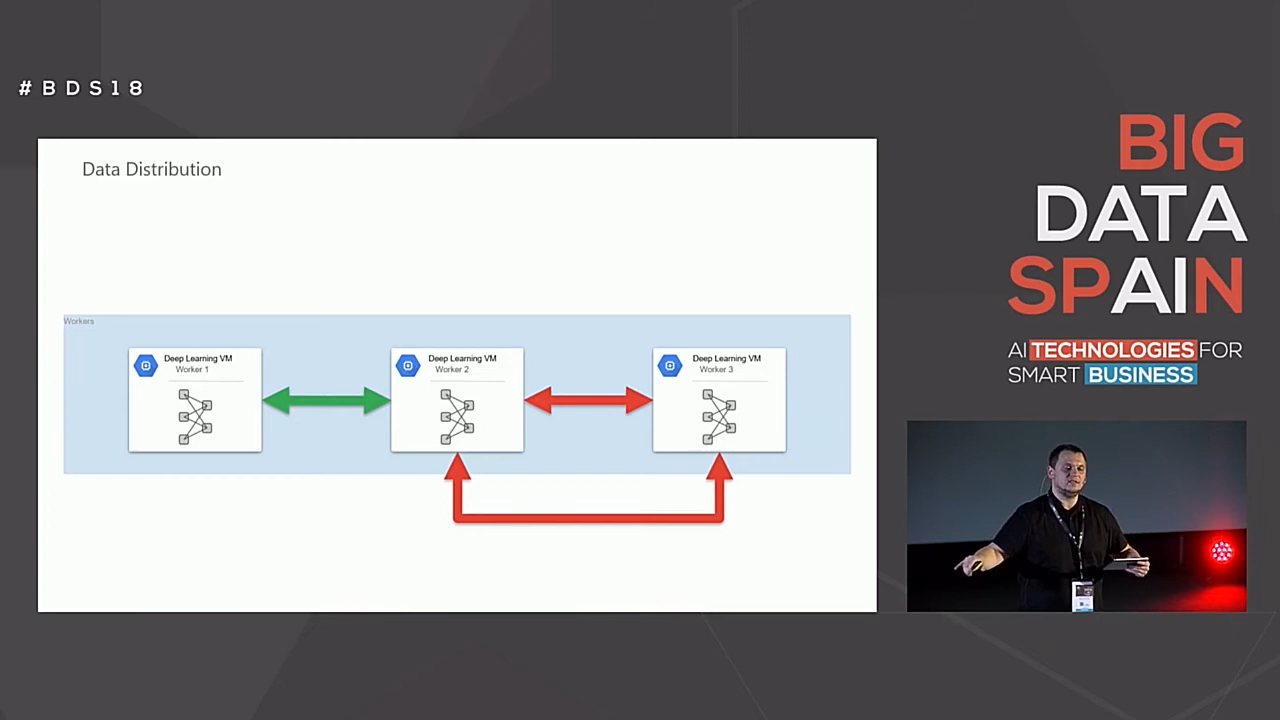 #BDS18
Data Distribution
Workers
Deep Learning VM
Worker 1
Deep Learning VM
Worker 2
Deep Learning VM
Worker 3
BIG
DATA
SPAIN
AI TECHNOLOGIES FOR
SMART BUSINESS